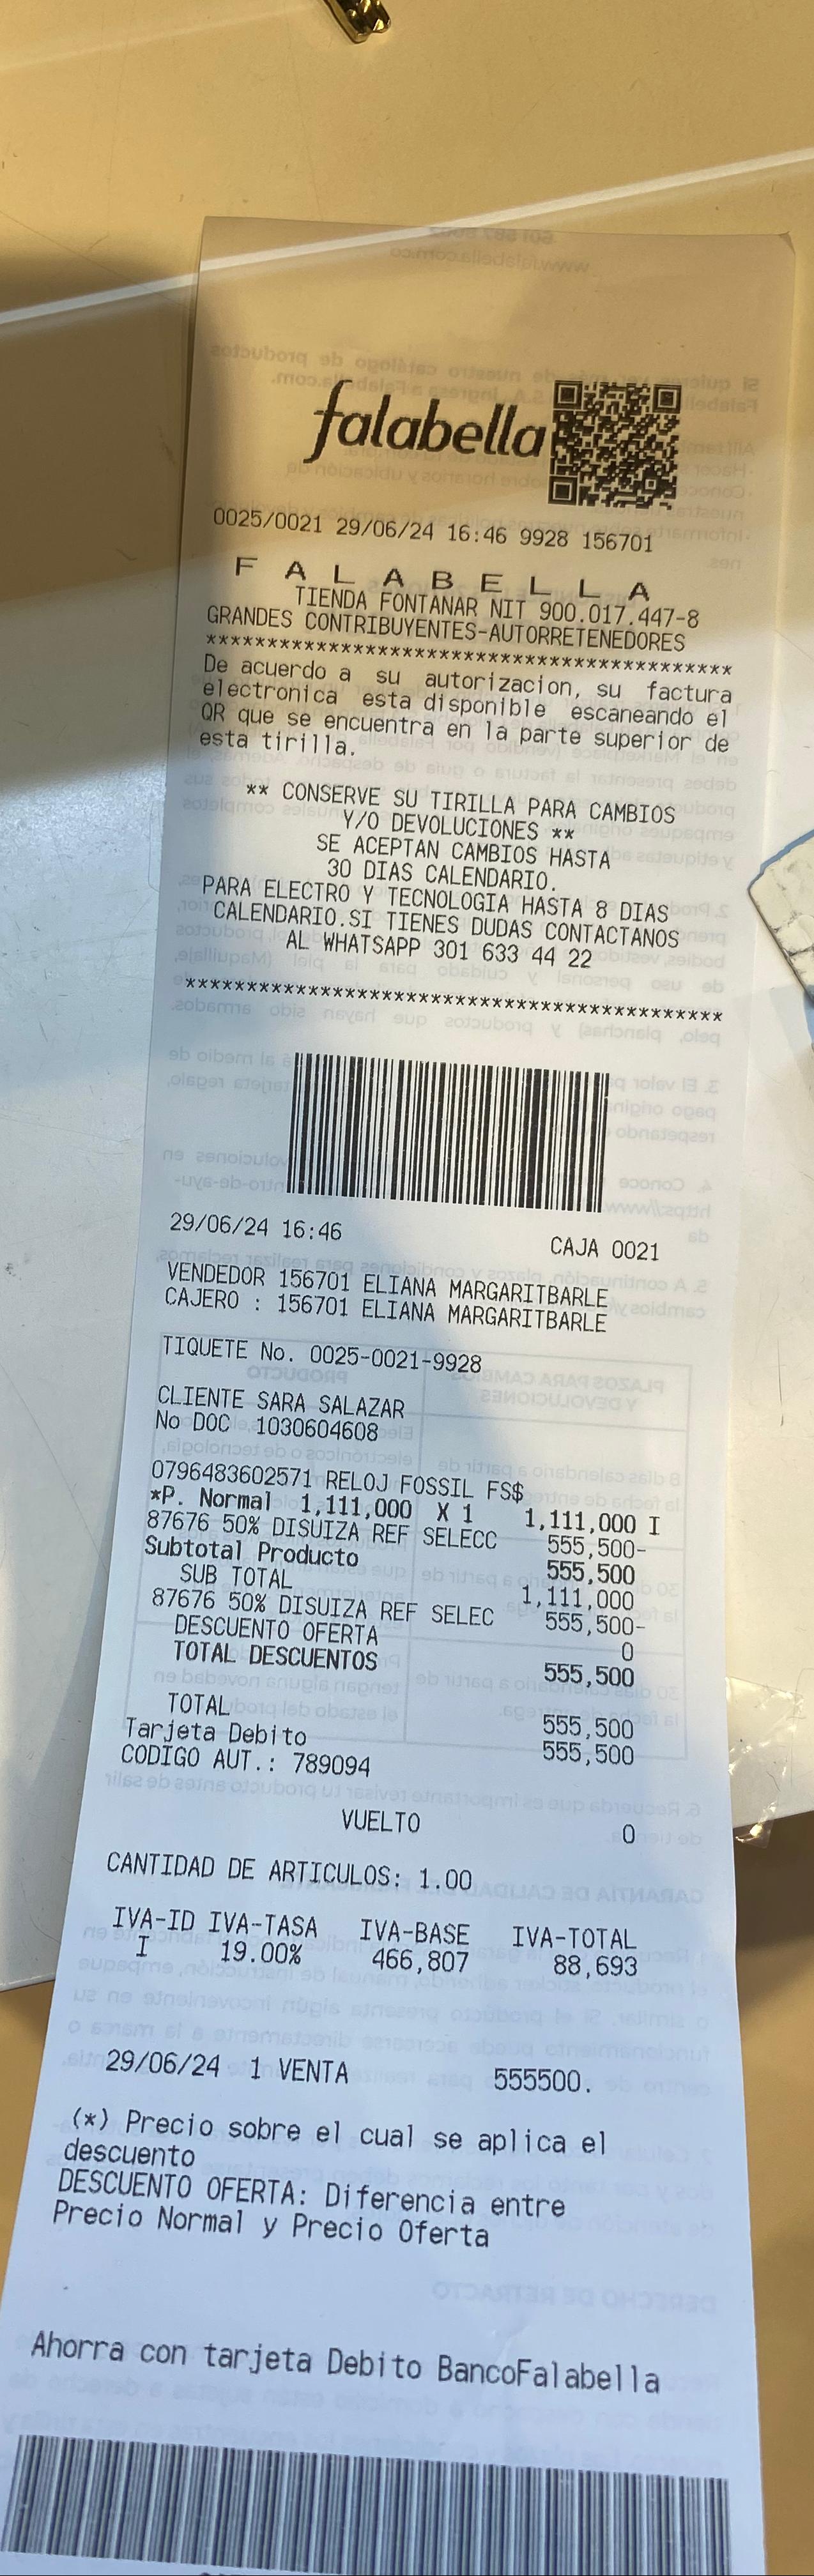 falabella
0025/0021 29/06/24 16:46 9928 156701
F A L A B E L L A
TIENDA FONTANAR NIT 900.017.447-8
GRANDES CONTRIBUYENTES-AUTORRETENEDORES
*******************************************
De acuerdo a su autorizacion, su factura
electronica esta disponible escaneando el
QR que se encuentra en la parte superior de
esta tirilla.
** CONSERVE SU TIRILLA PARA CAMBIOS
Y/O DEVOLUCIONES **
SE ACEPTAN CAMBIOS HASTA
30 DIAS CALENDARIO.
PARA ELECTRO Y TECNOLOGIA HASTA 8 DIAS
CALENDARIO.SI TIENES DUDAS CONTACTANOS
AL WHATSAPP 301 633 44 22
*******************************************
29/06/24 16:46 CAJA 0021
VENDEDOR 156701 ELIANA MARGARITBARLE
CAJERO : 156701 ELIANA MARGARITBARLE
TIQUETE No. 0025-0021-9928
CLIENTE SARA SALAZAR
No DOC 1030604608
0796483602571 RELOJ FOSSIL FS$
*P. Normal 1,111,000 X 1 1,111,000 I
87676 50% DISUIZA REF SELECC 555,500-
Subtotal Producto 555,500
SUB TOTAL 1,111,000
87676 50% DISUIZA REF SELEC 555,500-
DESCUENTO OFERTA 0
TOTAL DESCUENTOS 555,500
TOTAL 555,500
Tarjeta Debito 555,500
CODIGO AUT.: 789094
VUELTO 0
CANTIDAD DE ARTICULOS: 1.00
IVA-ID IVA-TASA IVA-BASE IVA-TOTAL
I 19.00% 466,807 88,693
29/06/24 1 VENTA 555500.
(*) Precio sobre el cual se aplica el
descuento
DESCUENTO OFERTA: Diferencia entre
Precio Normal y Precio Oferta
Ahorra con tarjeta Debito BancoFalabella